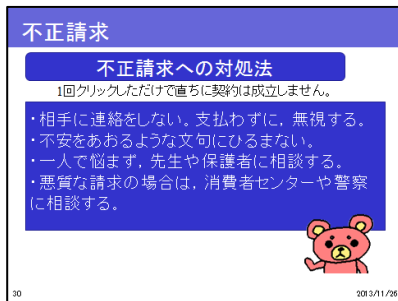 不正請求
不正請求への対処法
1回クリックしただけで直ちに契約は成立しません。
・相手に連絡をしない。支払わずに，無視する。
・不安をあおるような文句にひるまない。
・一人で悩まず，先生や保護者に相談する。
・悪質な請求の場合は，消費者センターや警察
に相談する。
30
2013/11/26